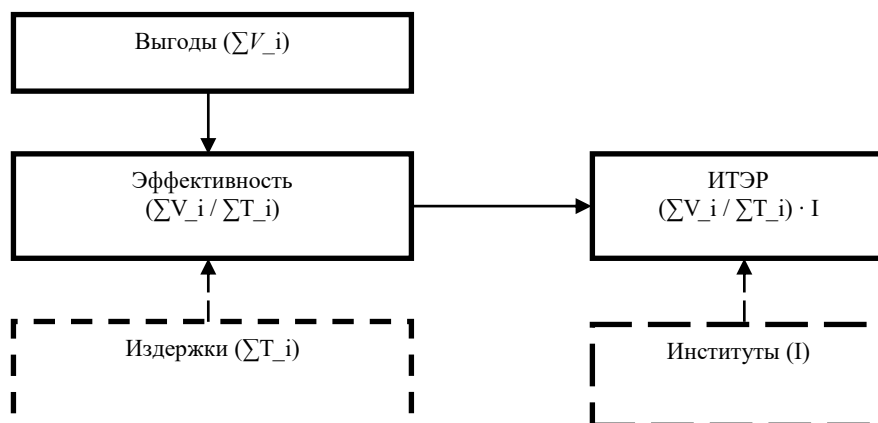 Выгоды (∑V_i)
Эффективность
(∑V_i / ∑T_i)
ИТЭР
(∑V_i / ∑T_i) · I
Издержки (∑T_i)
Институты (I)